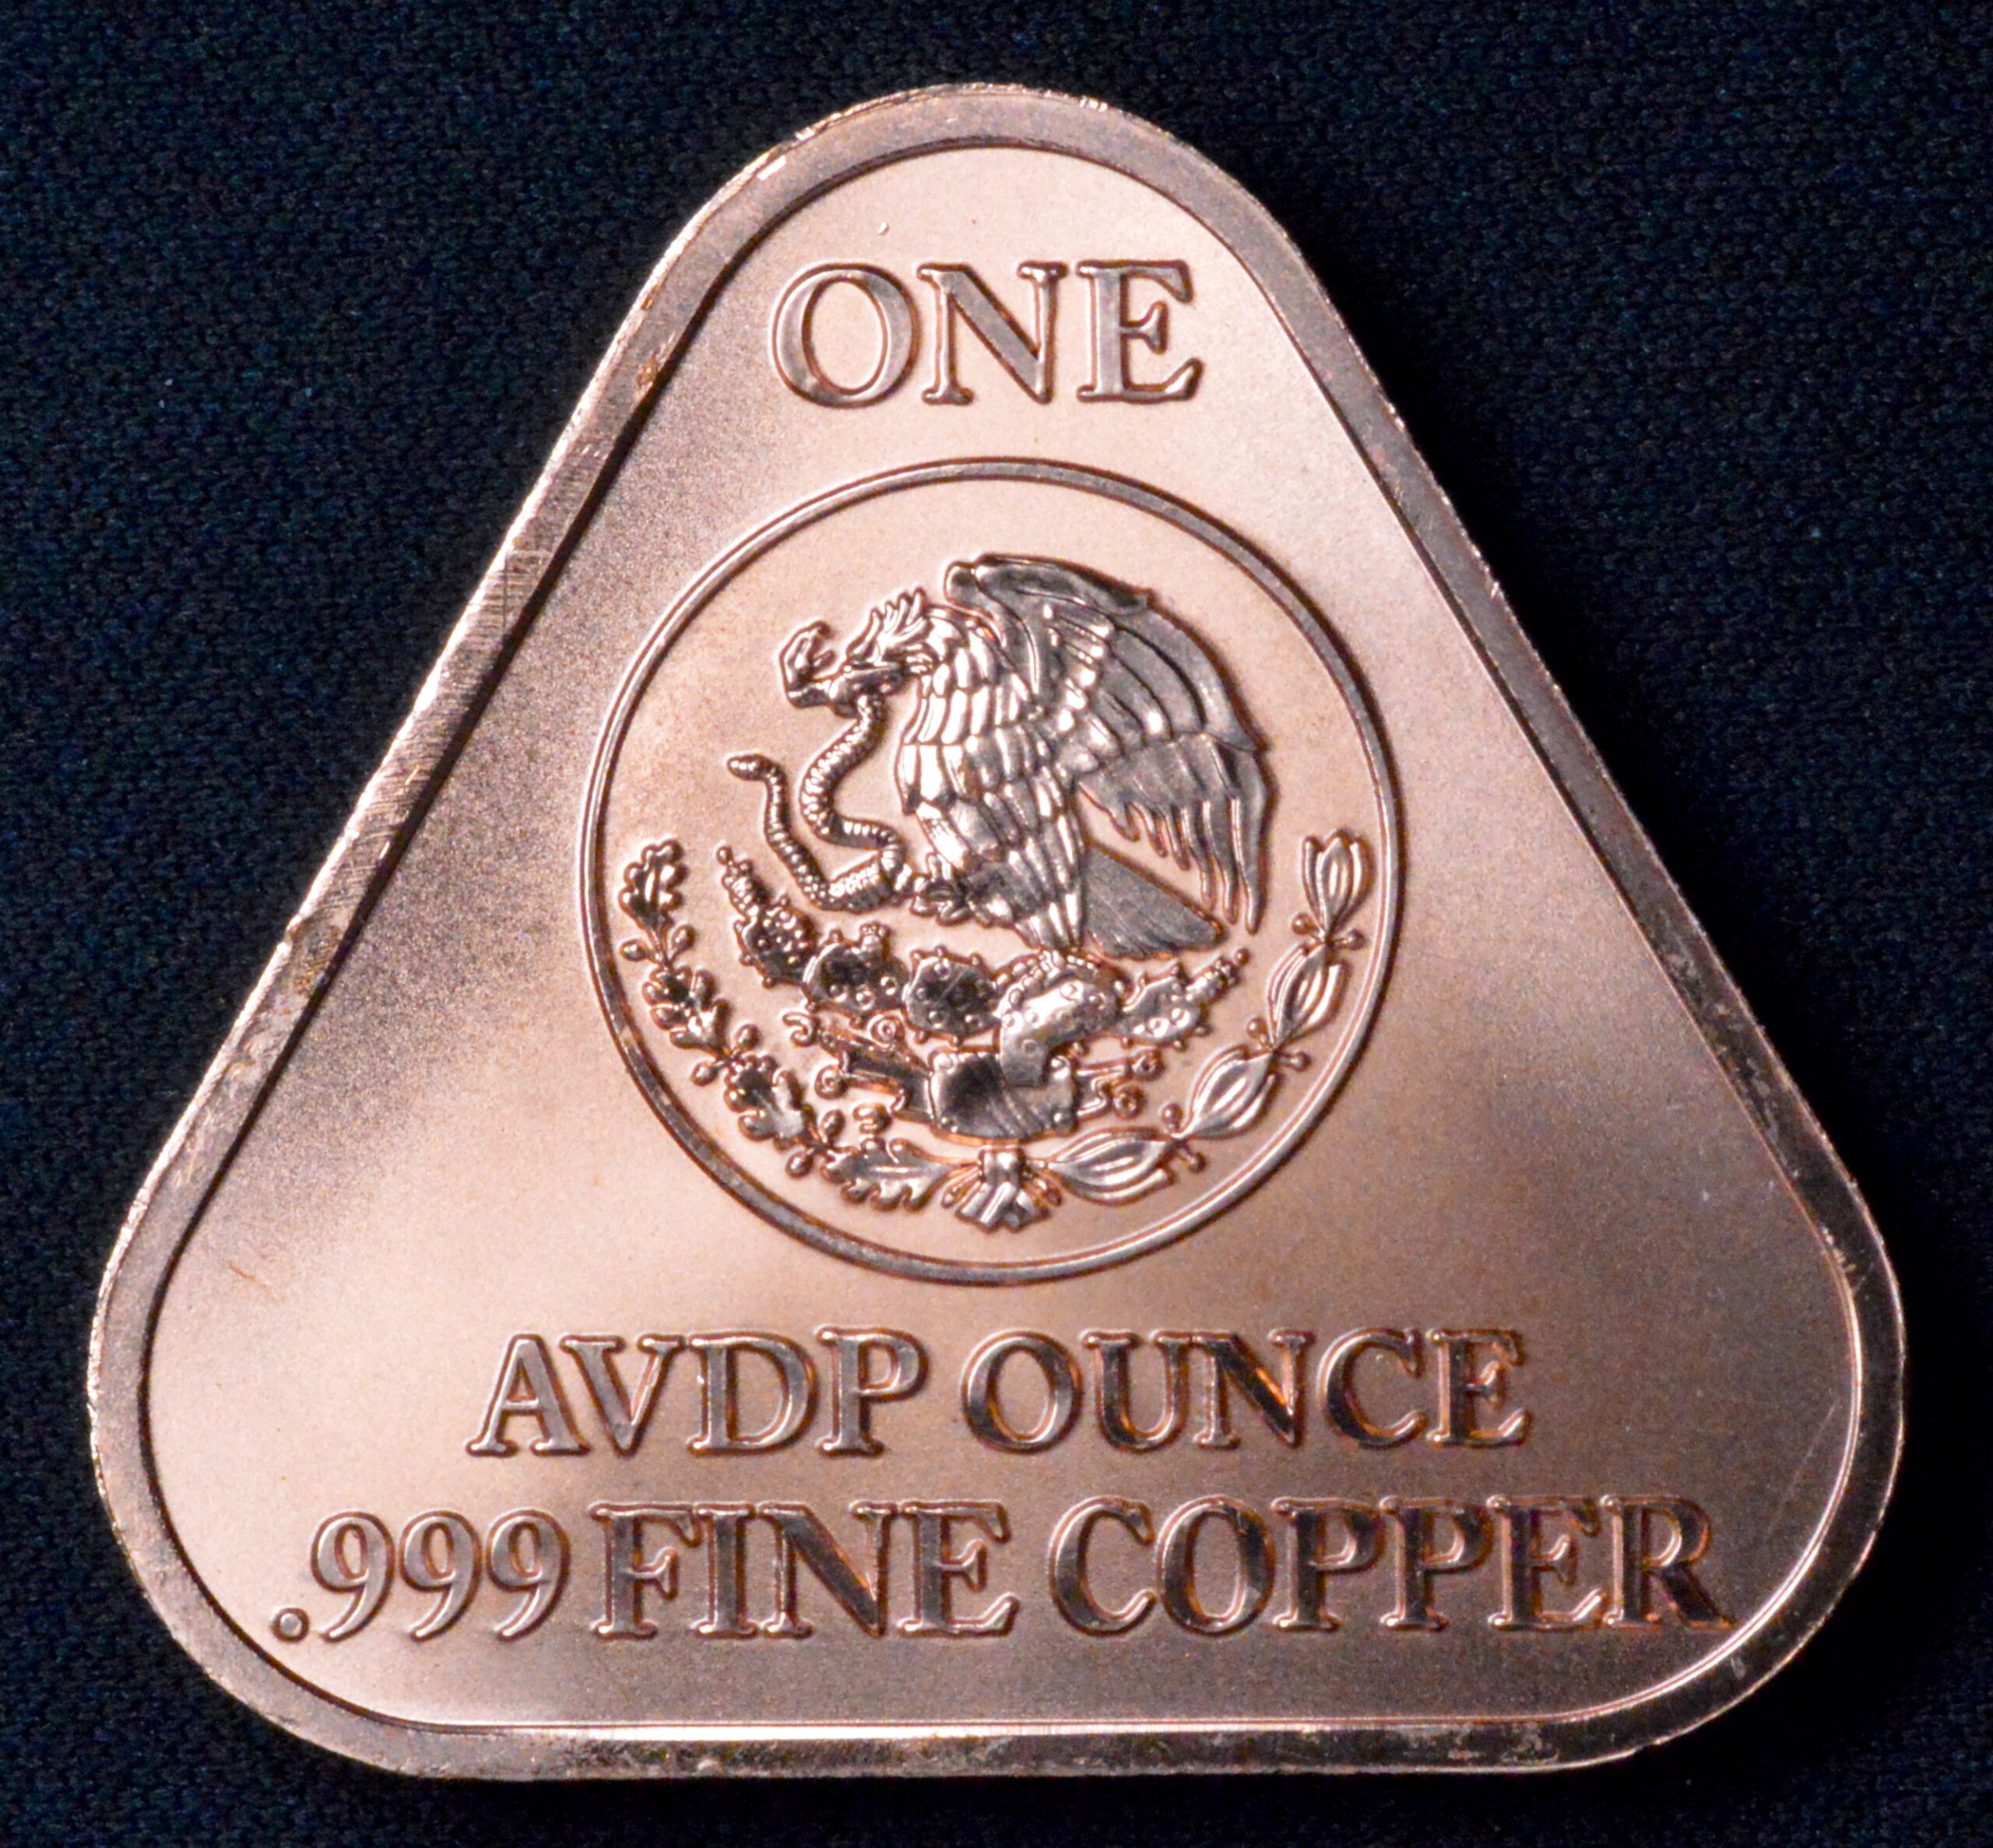 ONE
AVDP OUNCE
.999 FINE COPPER